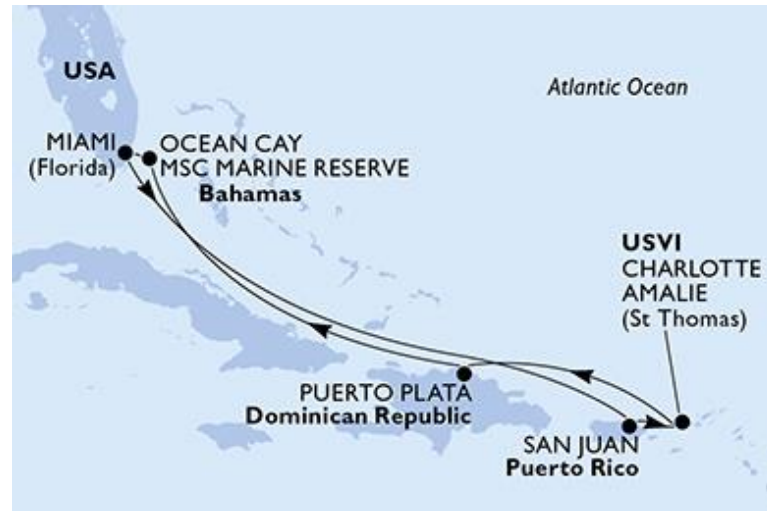 USA
Atlantic Ocean
MIAMI
(Florida)
OCEAN CAY
MSC MARINE RESERVE
Bahamas
USVI
CHARLOTTE
AMALIE
(St Thomas)
PUERTO PLATA
Dominican Republic
SAN JUAN
Puerto Rico